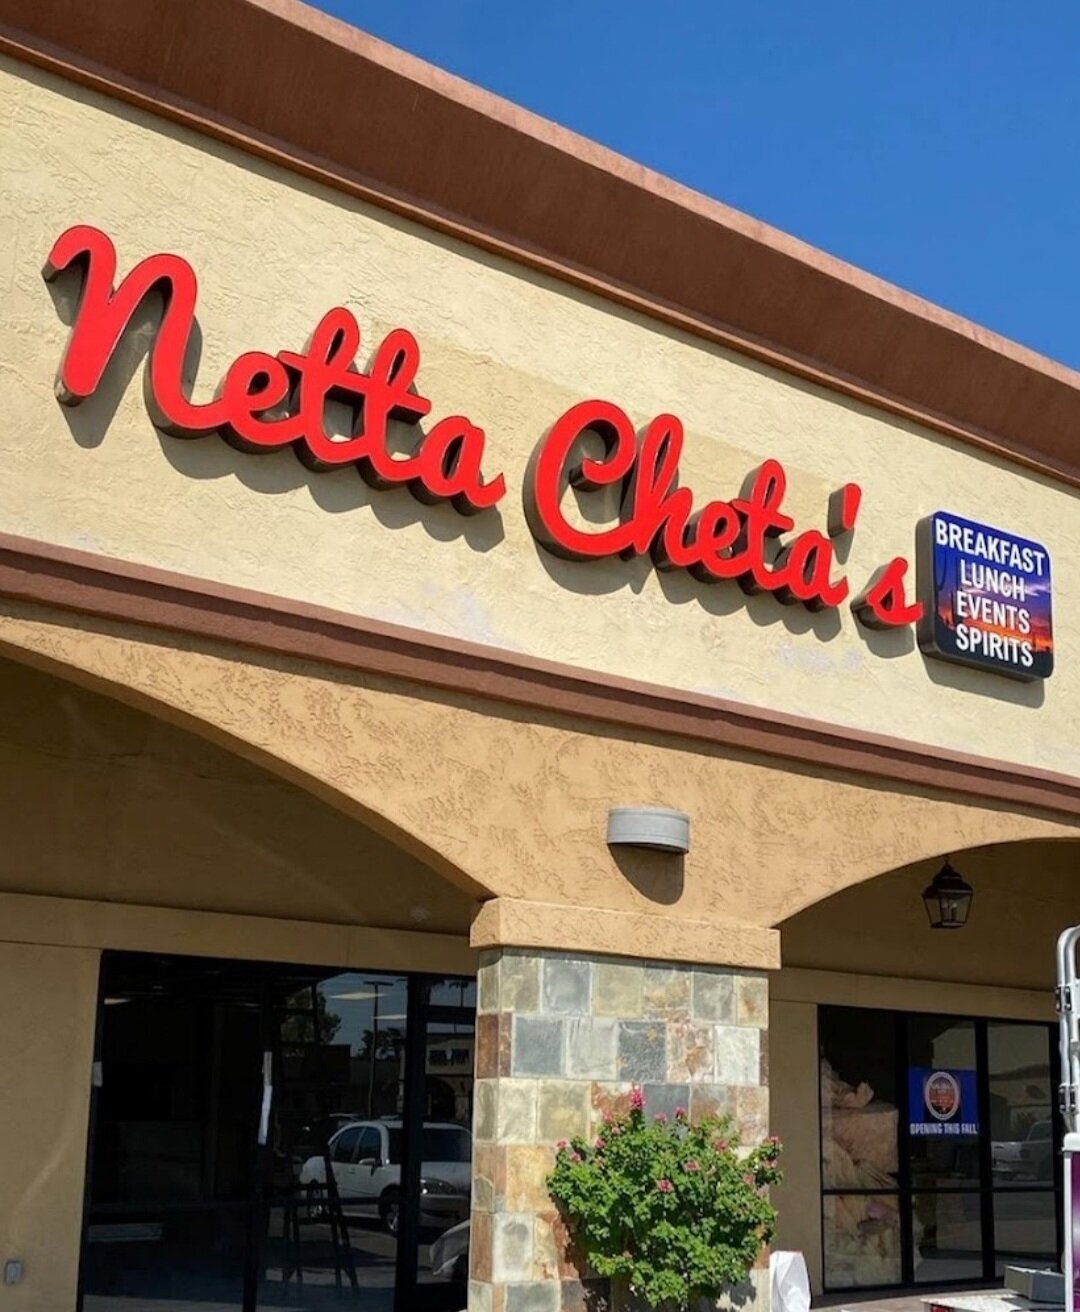 Netta Cheta's
BREAKFAST
LUNCH
EVENTS
SPIRITS
OPENING THIS FALL